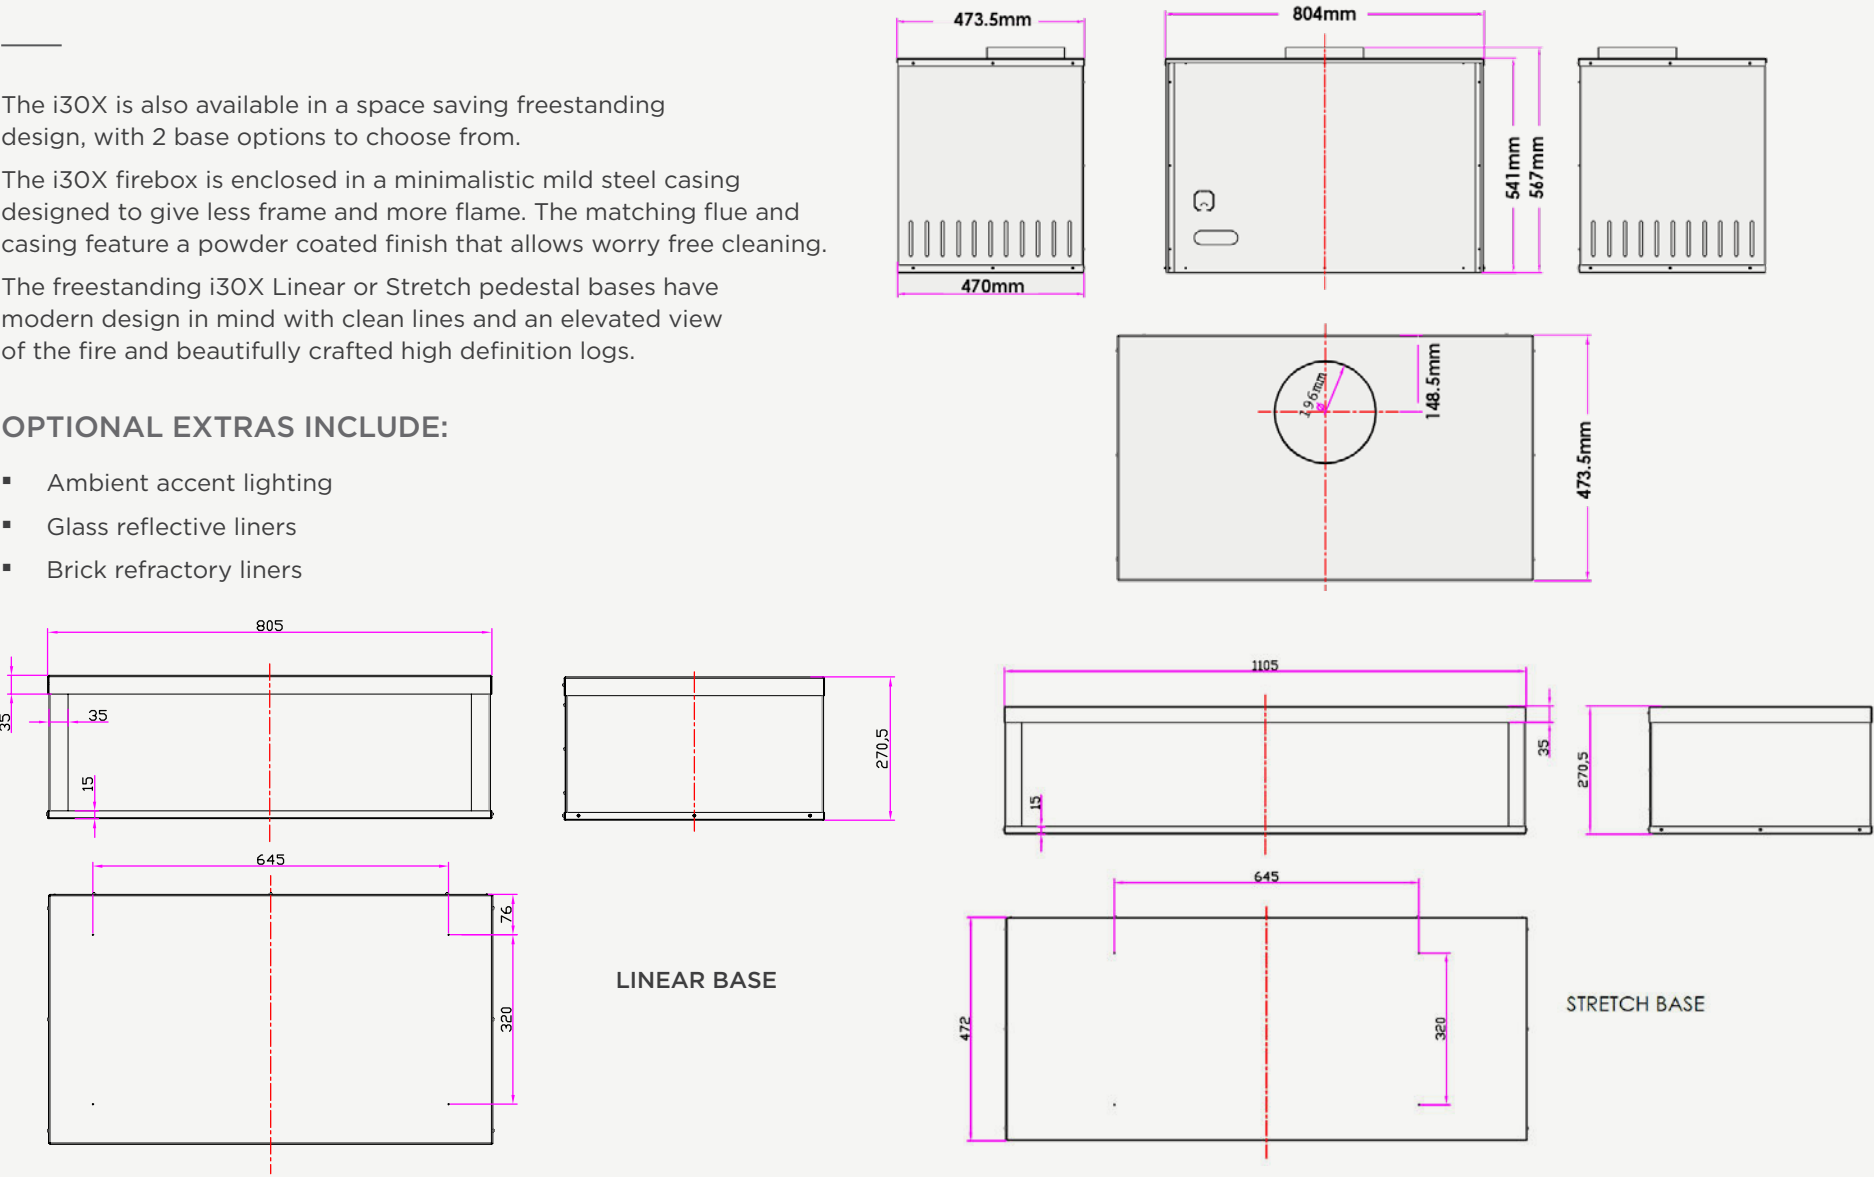 The i30X is also available in a space saving freestanding
design, with 2 base options to choose from.
The i30X firebox is enclosed in a minimalistic mild steel casing
designed to give less frame and more flame. The matching flue and
casing feature a powder coated finish that allows worry free cleaning.
The freestanding i30X Linear or Stretch pedestal bases have
modern design in mind with clean lines and an elevated view
of the fire and beautifully crafted high definition logs.
OPTIONAL EXTRAS INCLUDE:
▪ Ambient accent lighting
▪ Glass reflective liners
▪ Brick refractory liners
473.5mm
804mm
541mm
567mm
470mm
196mm
148.5mm
473.5mm
805
35
35
15
270,5
645
76
320
LINEAR BASE
1105
35
15
270,5
645
472
320
STRETCH BASE